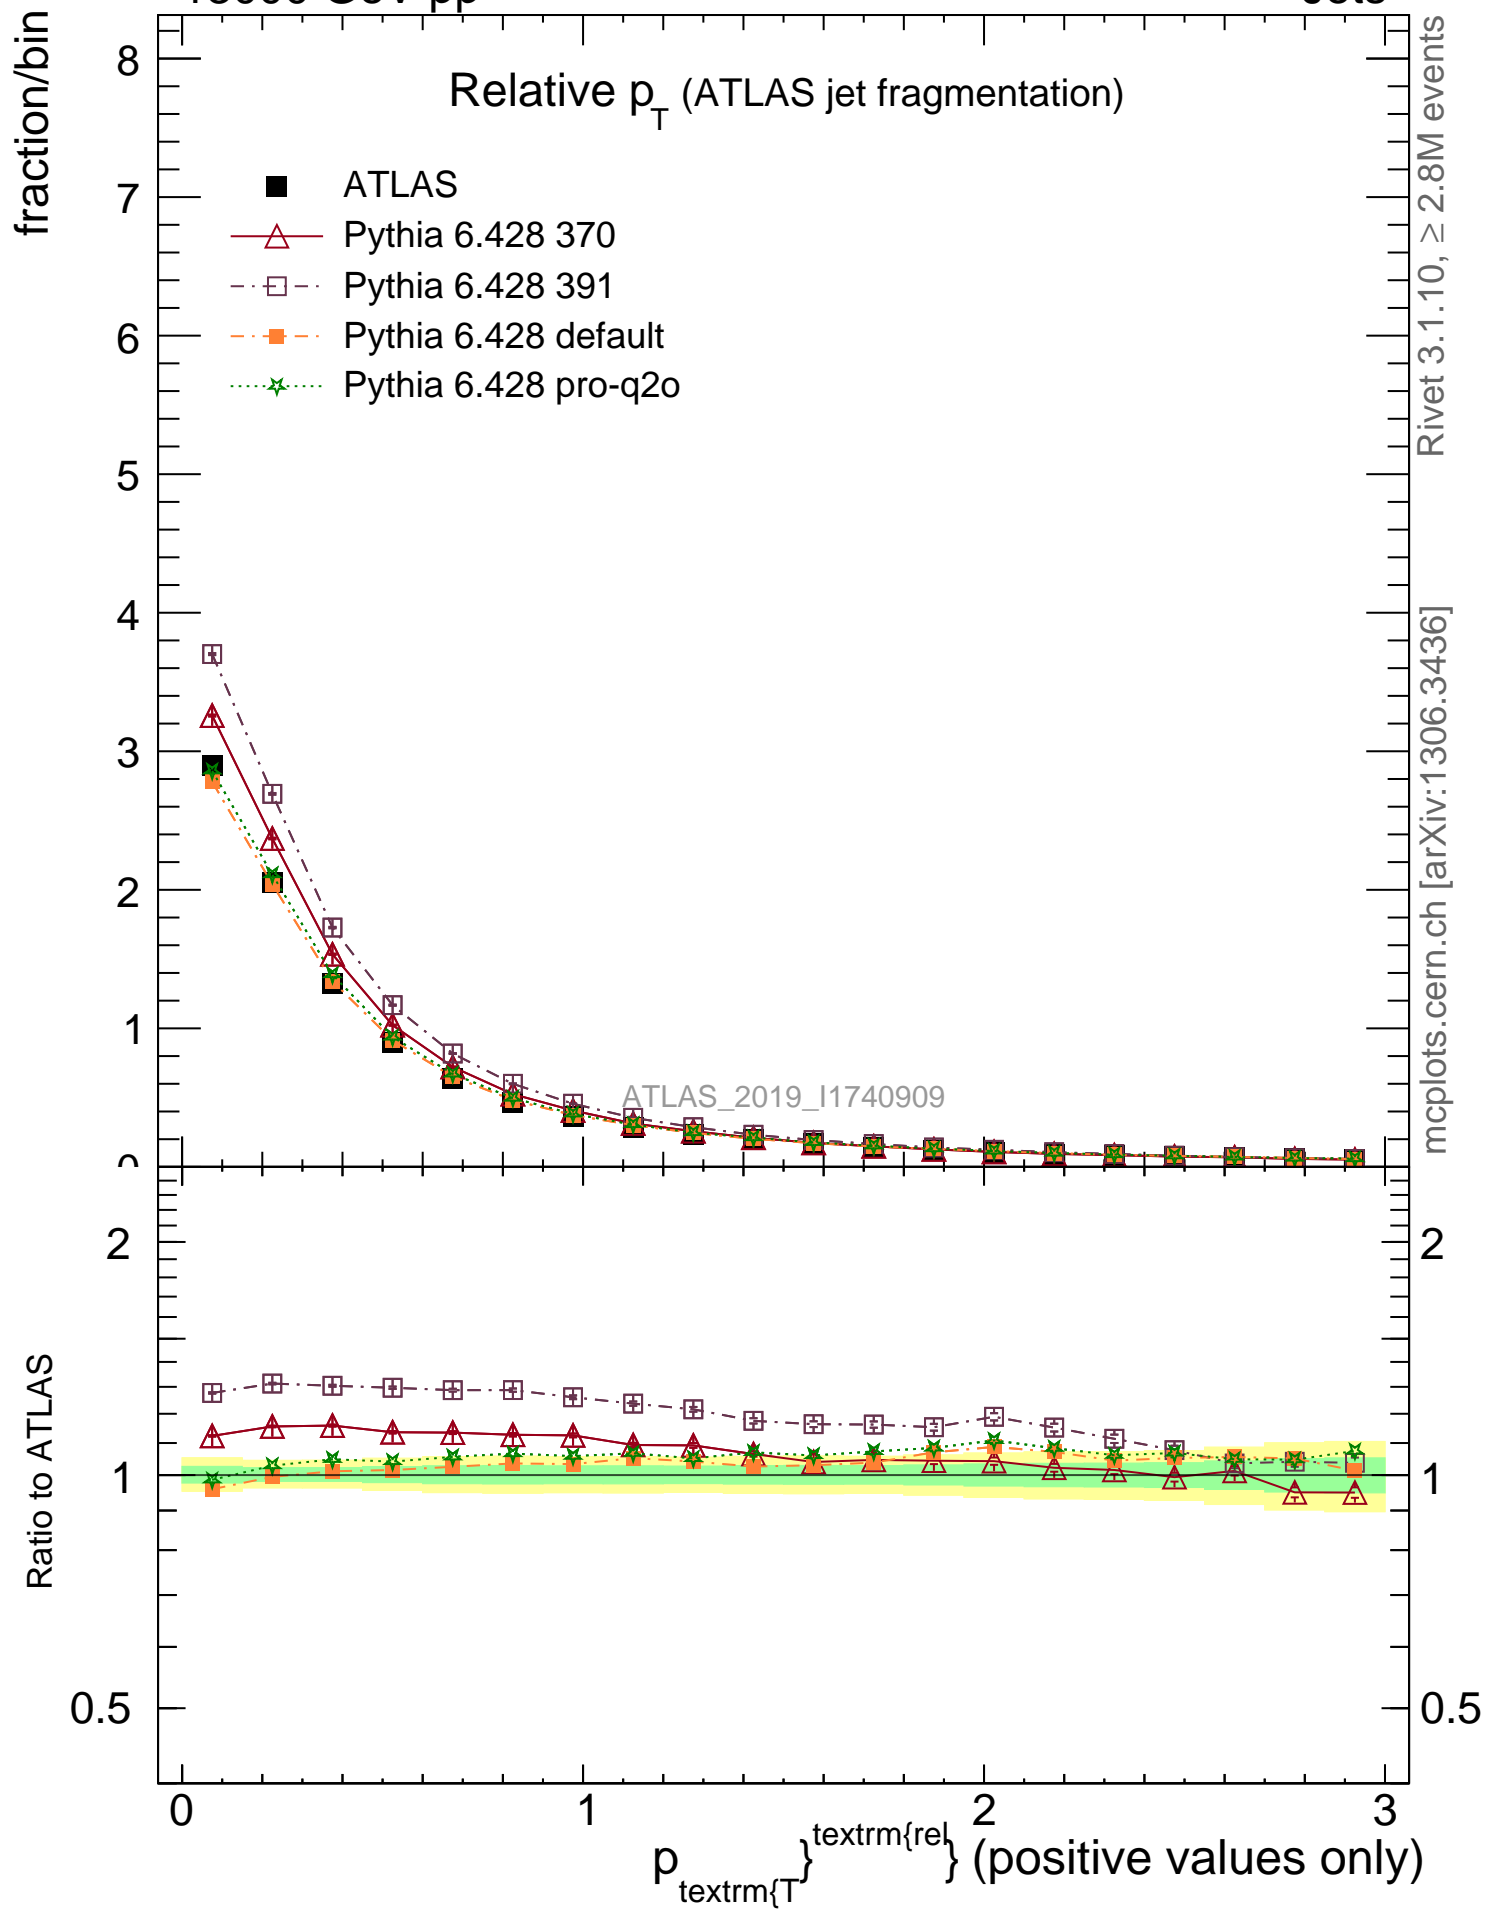 fraction/bin
Relative pT (ATLAS jet fragmentation)
ATLAS
Pythia 6.428 370
Pythia 6.428 391
Pythia 6.428 default
Pythia 6.428 pro-q2o
8
7
6
5
4
3
2
1
0
ATLAS_2019_I1740909
Rivet 3.1.10, ≥ 2.8M events
mcplots.cern.ch [arXiv:1306.3436]
Ratio to ATLAS
2
1
0.5
2
1
0.5
0 1 2 3
p textrm{T} textrm{rel} (positive values only)